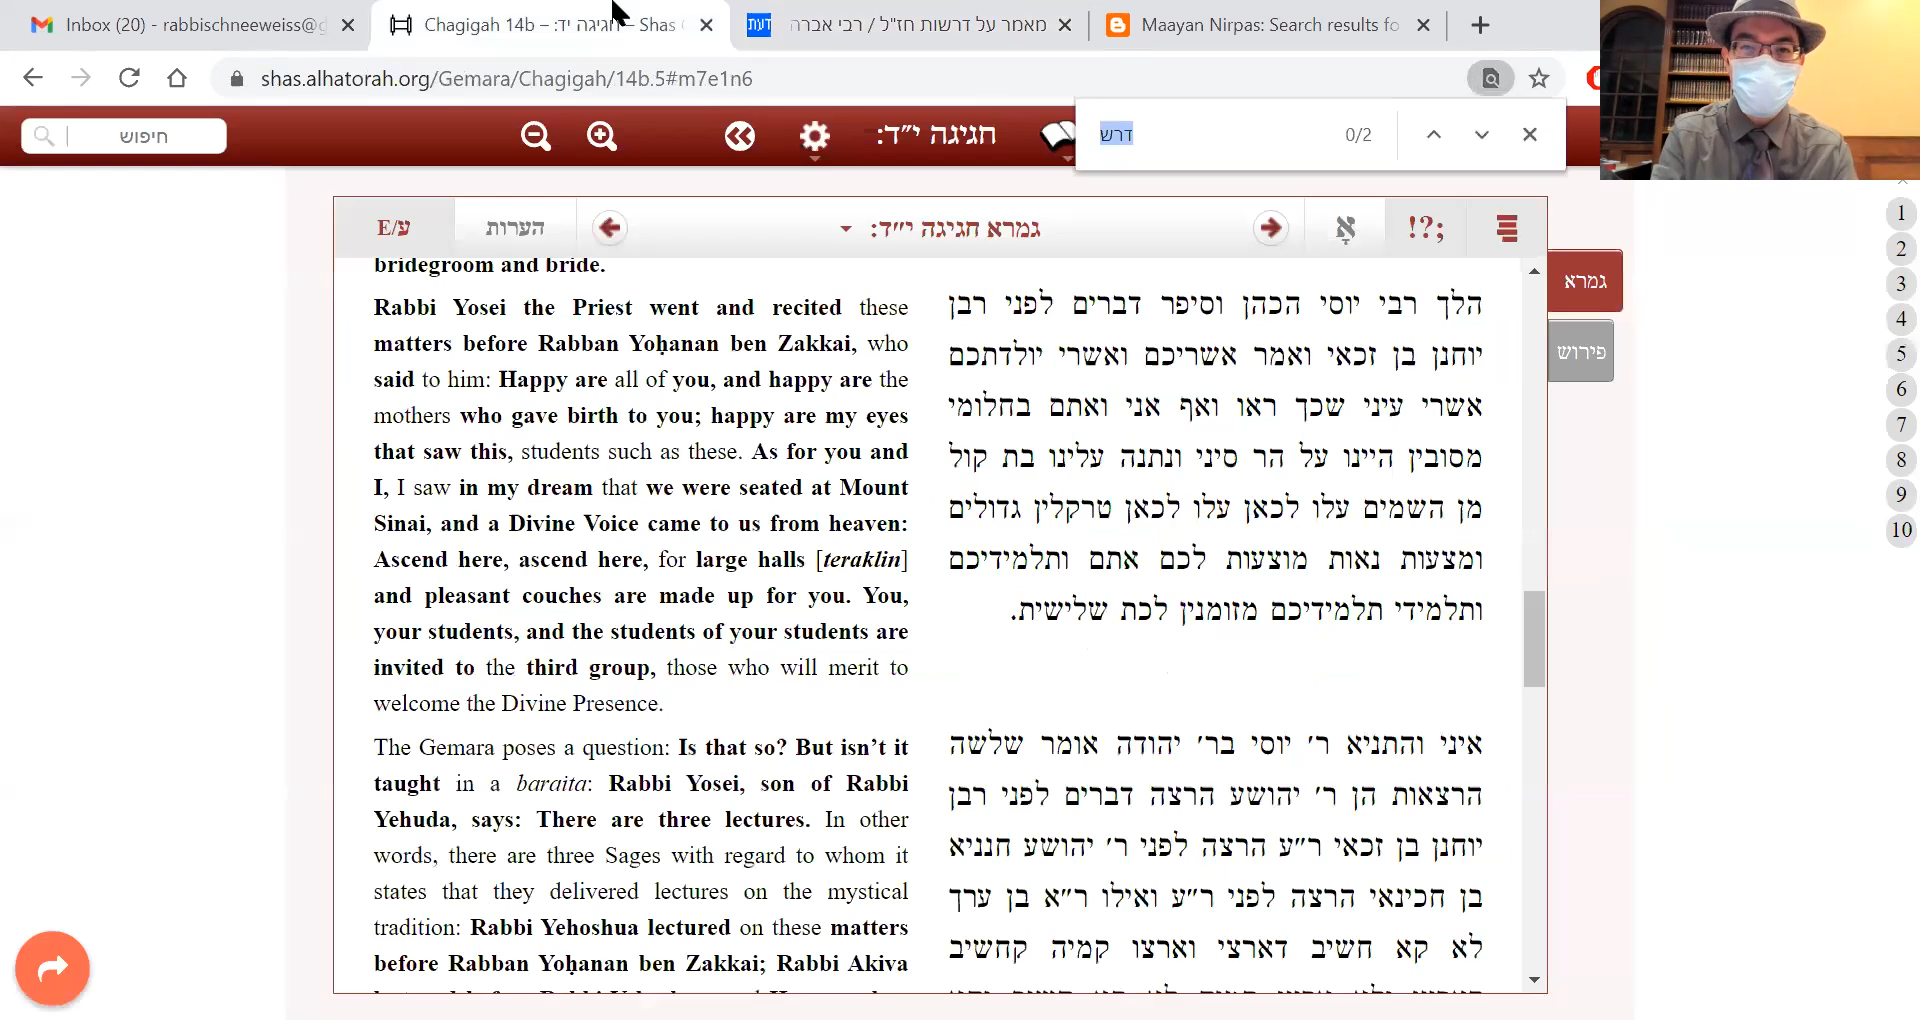 Inbox (20) - rabbischneeweiss@g
Chagigah 14b – חגיגה יד: – Shas
דעת
מאמר על דרשות חז"ל / רבי אברה
Maayan Nirpas: Search results fo
shas.alhatorah.org/Gemara/Chagigah/14b.5#m7e1n6
חיפוש
חגיגה י״ד:
דרש
0/2
E/ע
הערות
גמרא חגיגה י״ד:
אָ
!?;
גמרא
פירוש
1
2
3
4
5
6
7
8
9
10
bridegroom and bride.
Rabbi Yosei the Priest went and recited these
matters before Rabban Yoḥanan ben Zakkai, who
said to him: Happy are all of you, and happy are the
mothers who gave birth to you; happy are my eyes
that saw this, students such as these. As for you and
I, I saw in my dream that we were seated at Mount
Sinai, and a Divine Voice came to us from heaven:
Ascend here, ascend here, for large halls [teraklin]
and pleasant couches are made up for you. You,
your students, and the students of your students are
invited to the third group, those who will merit to
welcome the Divine Presence.
The Gemara poses a question: Is that so? But isn’t it
taught in a baraita: Rabbi Yosei, son of Rabbi
Yehuda, says: There are three lectures. In other
words, there are three Sages with regard to whom it
states that they delivered lectures on the mystical
tradition: Rabbi Yehoshua lectured on these matters
before Rabban Yoḥanan ben Zakkai; Rabbi Akiva
הלך רבי יוסי הכהן וסיפר דברים לפני רבן
יוחנן בן זכאי ואמר אשריכם ואשרי יולדתכם
אשרי עיני שכך ראו ואף אני ואתם בחלומי
מסובין היינו על הר סיני ונתנה עלינו בת קול
מן השמים עלו לכאן עלו לכאן טרקלין גדולים
ומצעות נאות מוצעות לכם אתם ותלמידיכם
ותלמידי תלמידיכם מזומנין לכת שלישית.
איני והתניא ר׳ יוסי בר׳ יהודה אומר שלשה
הרצאות הן ר׳ יהושע הרצה דברים לפני רבן
יוחנן בן זכאי ר״ע הרצה לפני ר׳ יהושע חנניא
בן חכינאי הרצה לפני ר״ע ואילו ר״א בן ערך
לא קא חשיב דארצי וארצו קמיה קחשיב